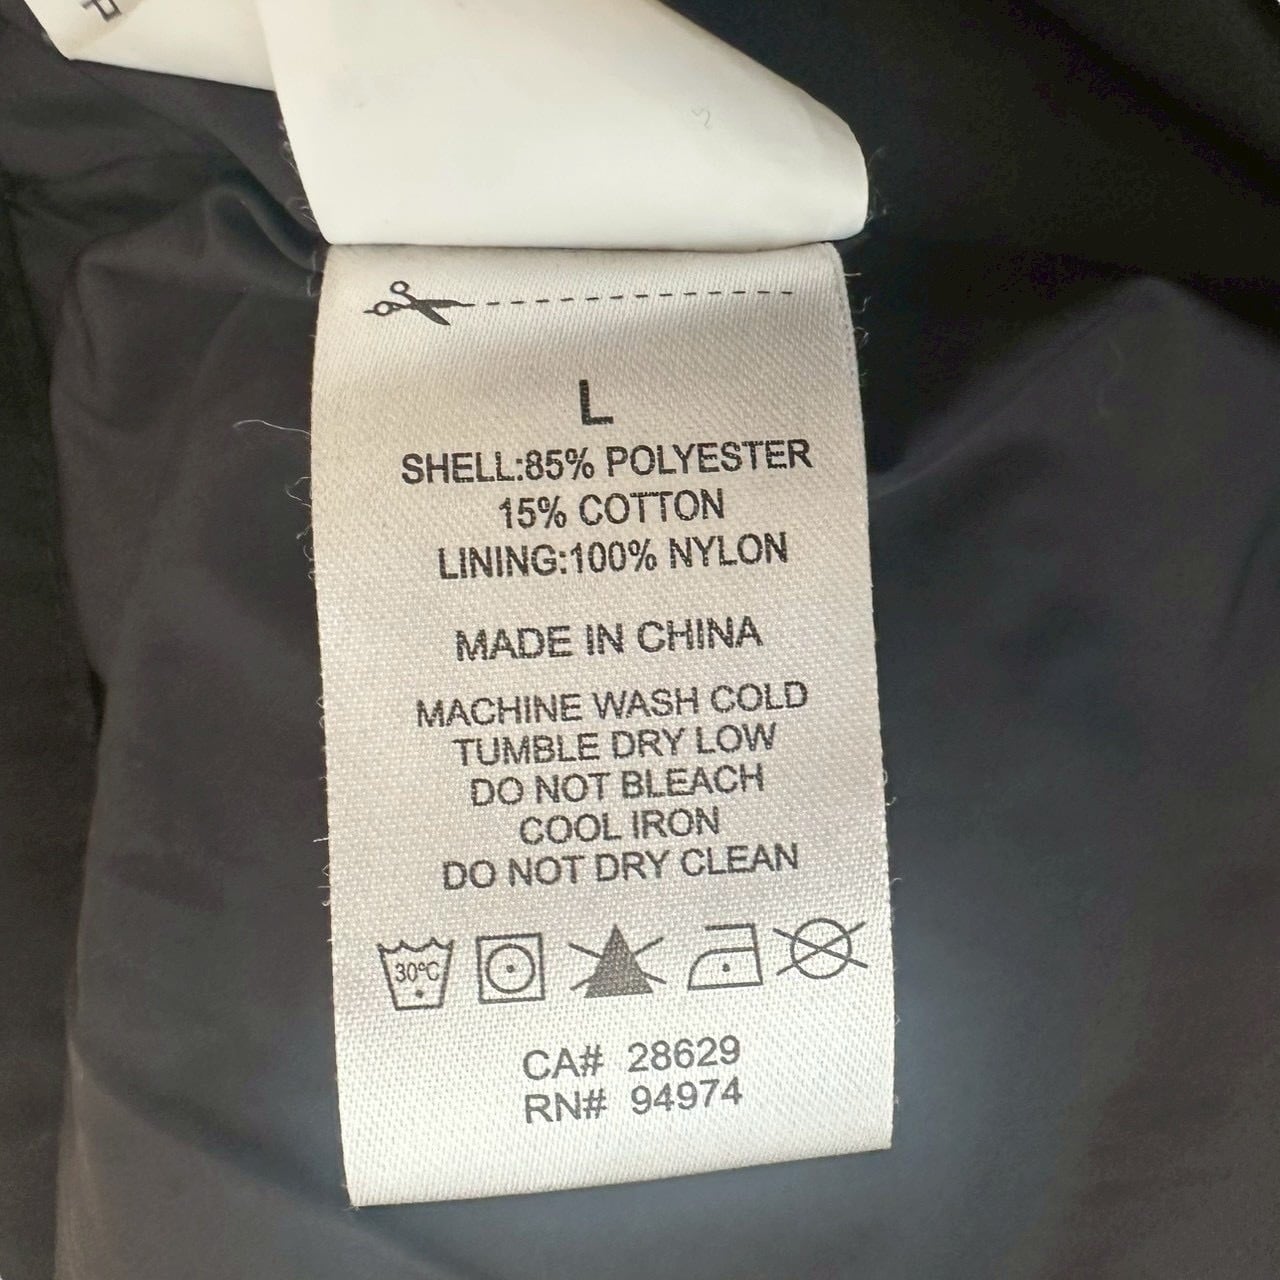 L
SHELL:85% POLYESTER
15% COTTON
LINING:100% NYLON
MADE IN CHINA
MACHINE WASH COLD
TUMBLE DRY LOW
DO NOT BLEACH
COOL IRON
DO NOT DRY CLEAN
30°C
CA# 28629
RN# 94974